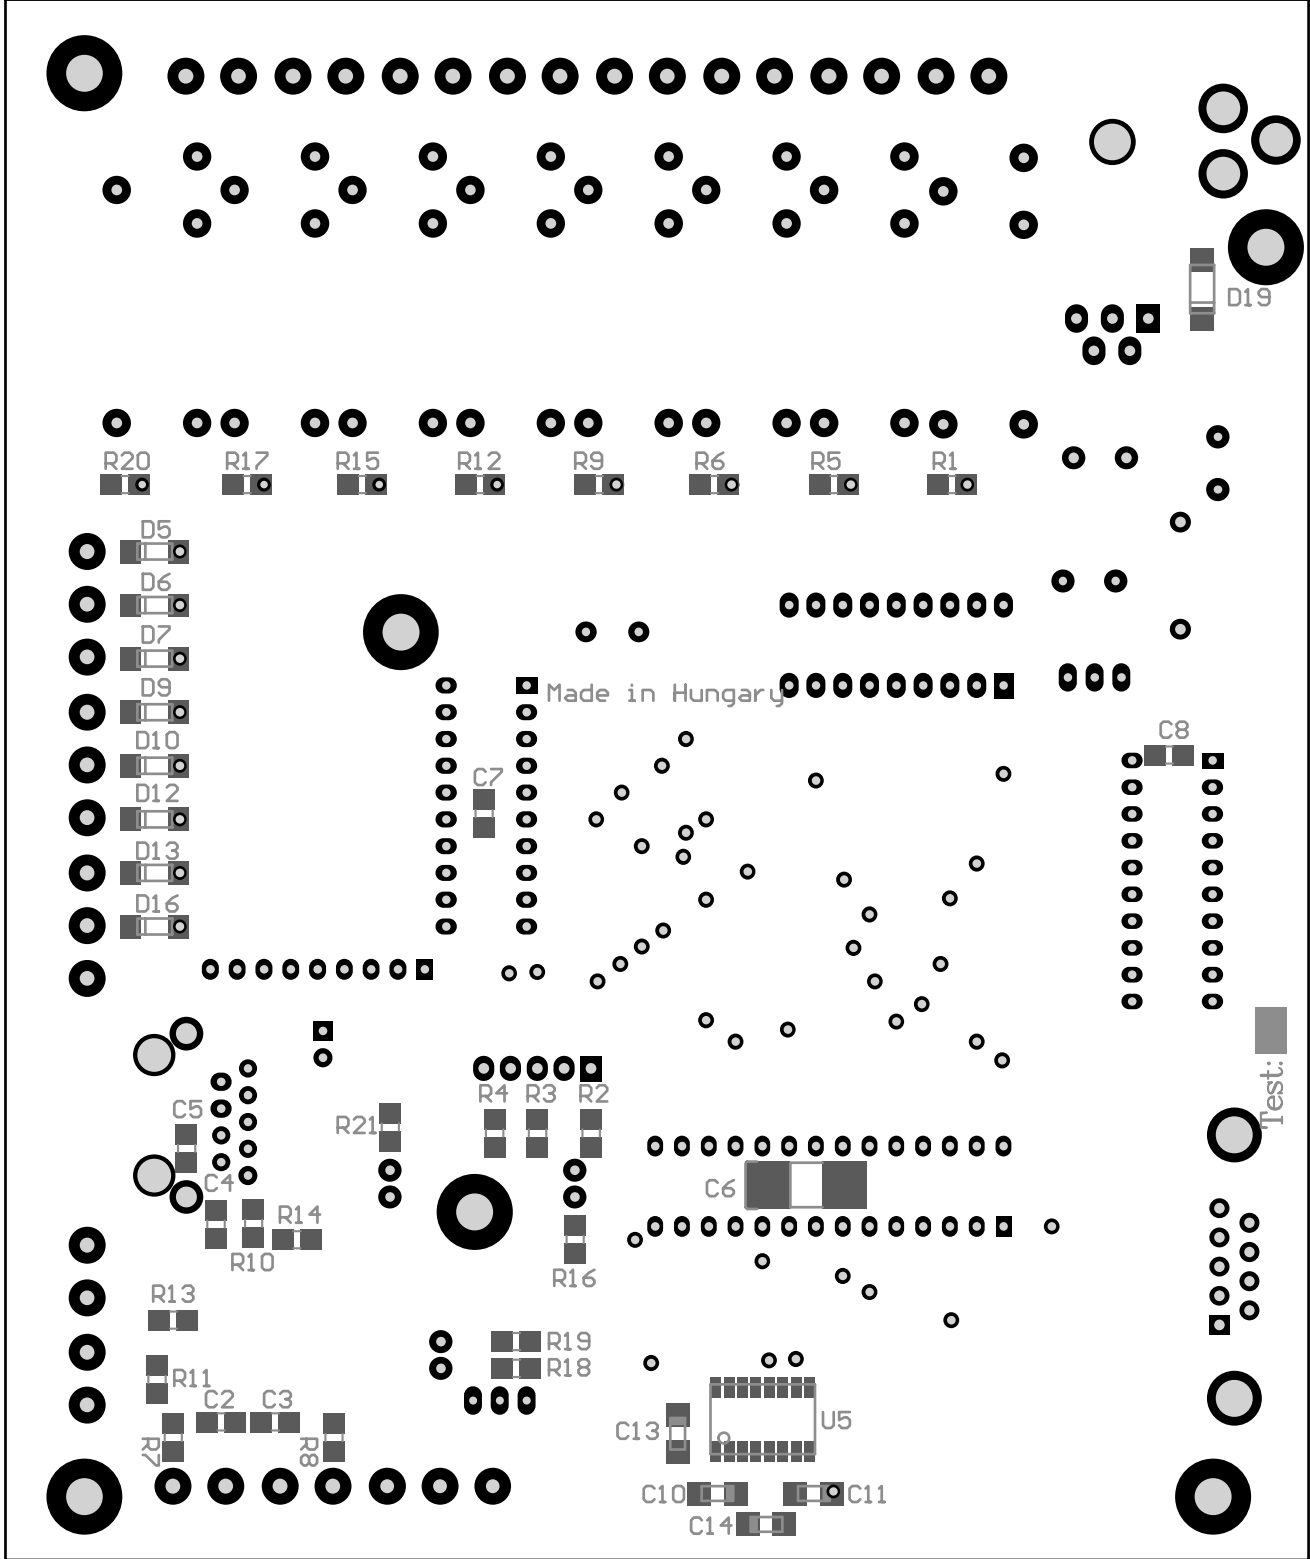 D19
R20 R17 R15 R12 R9 R6 R5 R1
D5
D6
D7
D9
Made in Hungary
D10
C8
C7
D12
D13
D16
Test:
R4 R3 R2
C5
R21
C4
C6
R14
R10
R16
R13
R19
R18
R11
C2 C3
U5
C13
R7
R8
C10
C11
C14